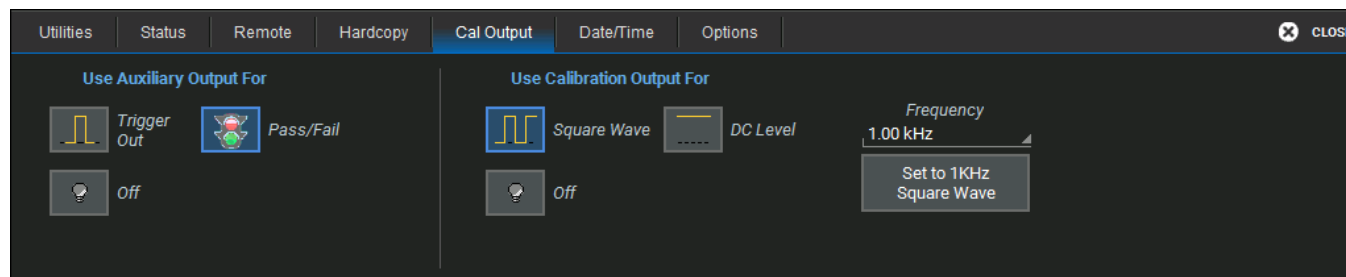 Utilities
Status
Remote
Hardcopy
Cal Output
Date/Time
Options
Use Auxiliary Output For
Trigger
Out
Pass/Fail
Off
Use Calibration Output For
Square Wave
DC Level
Off
Frequency
1.00 kHz
Set to 1KHz
Square Wave